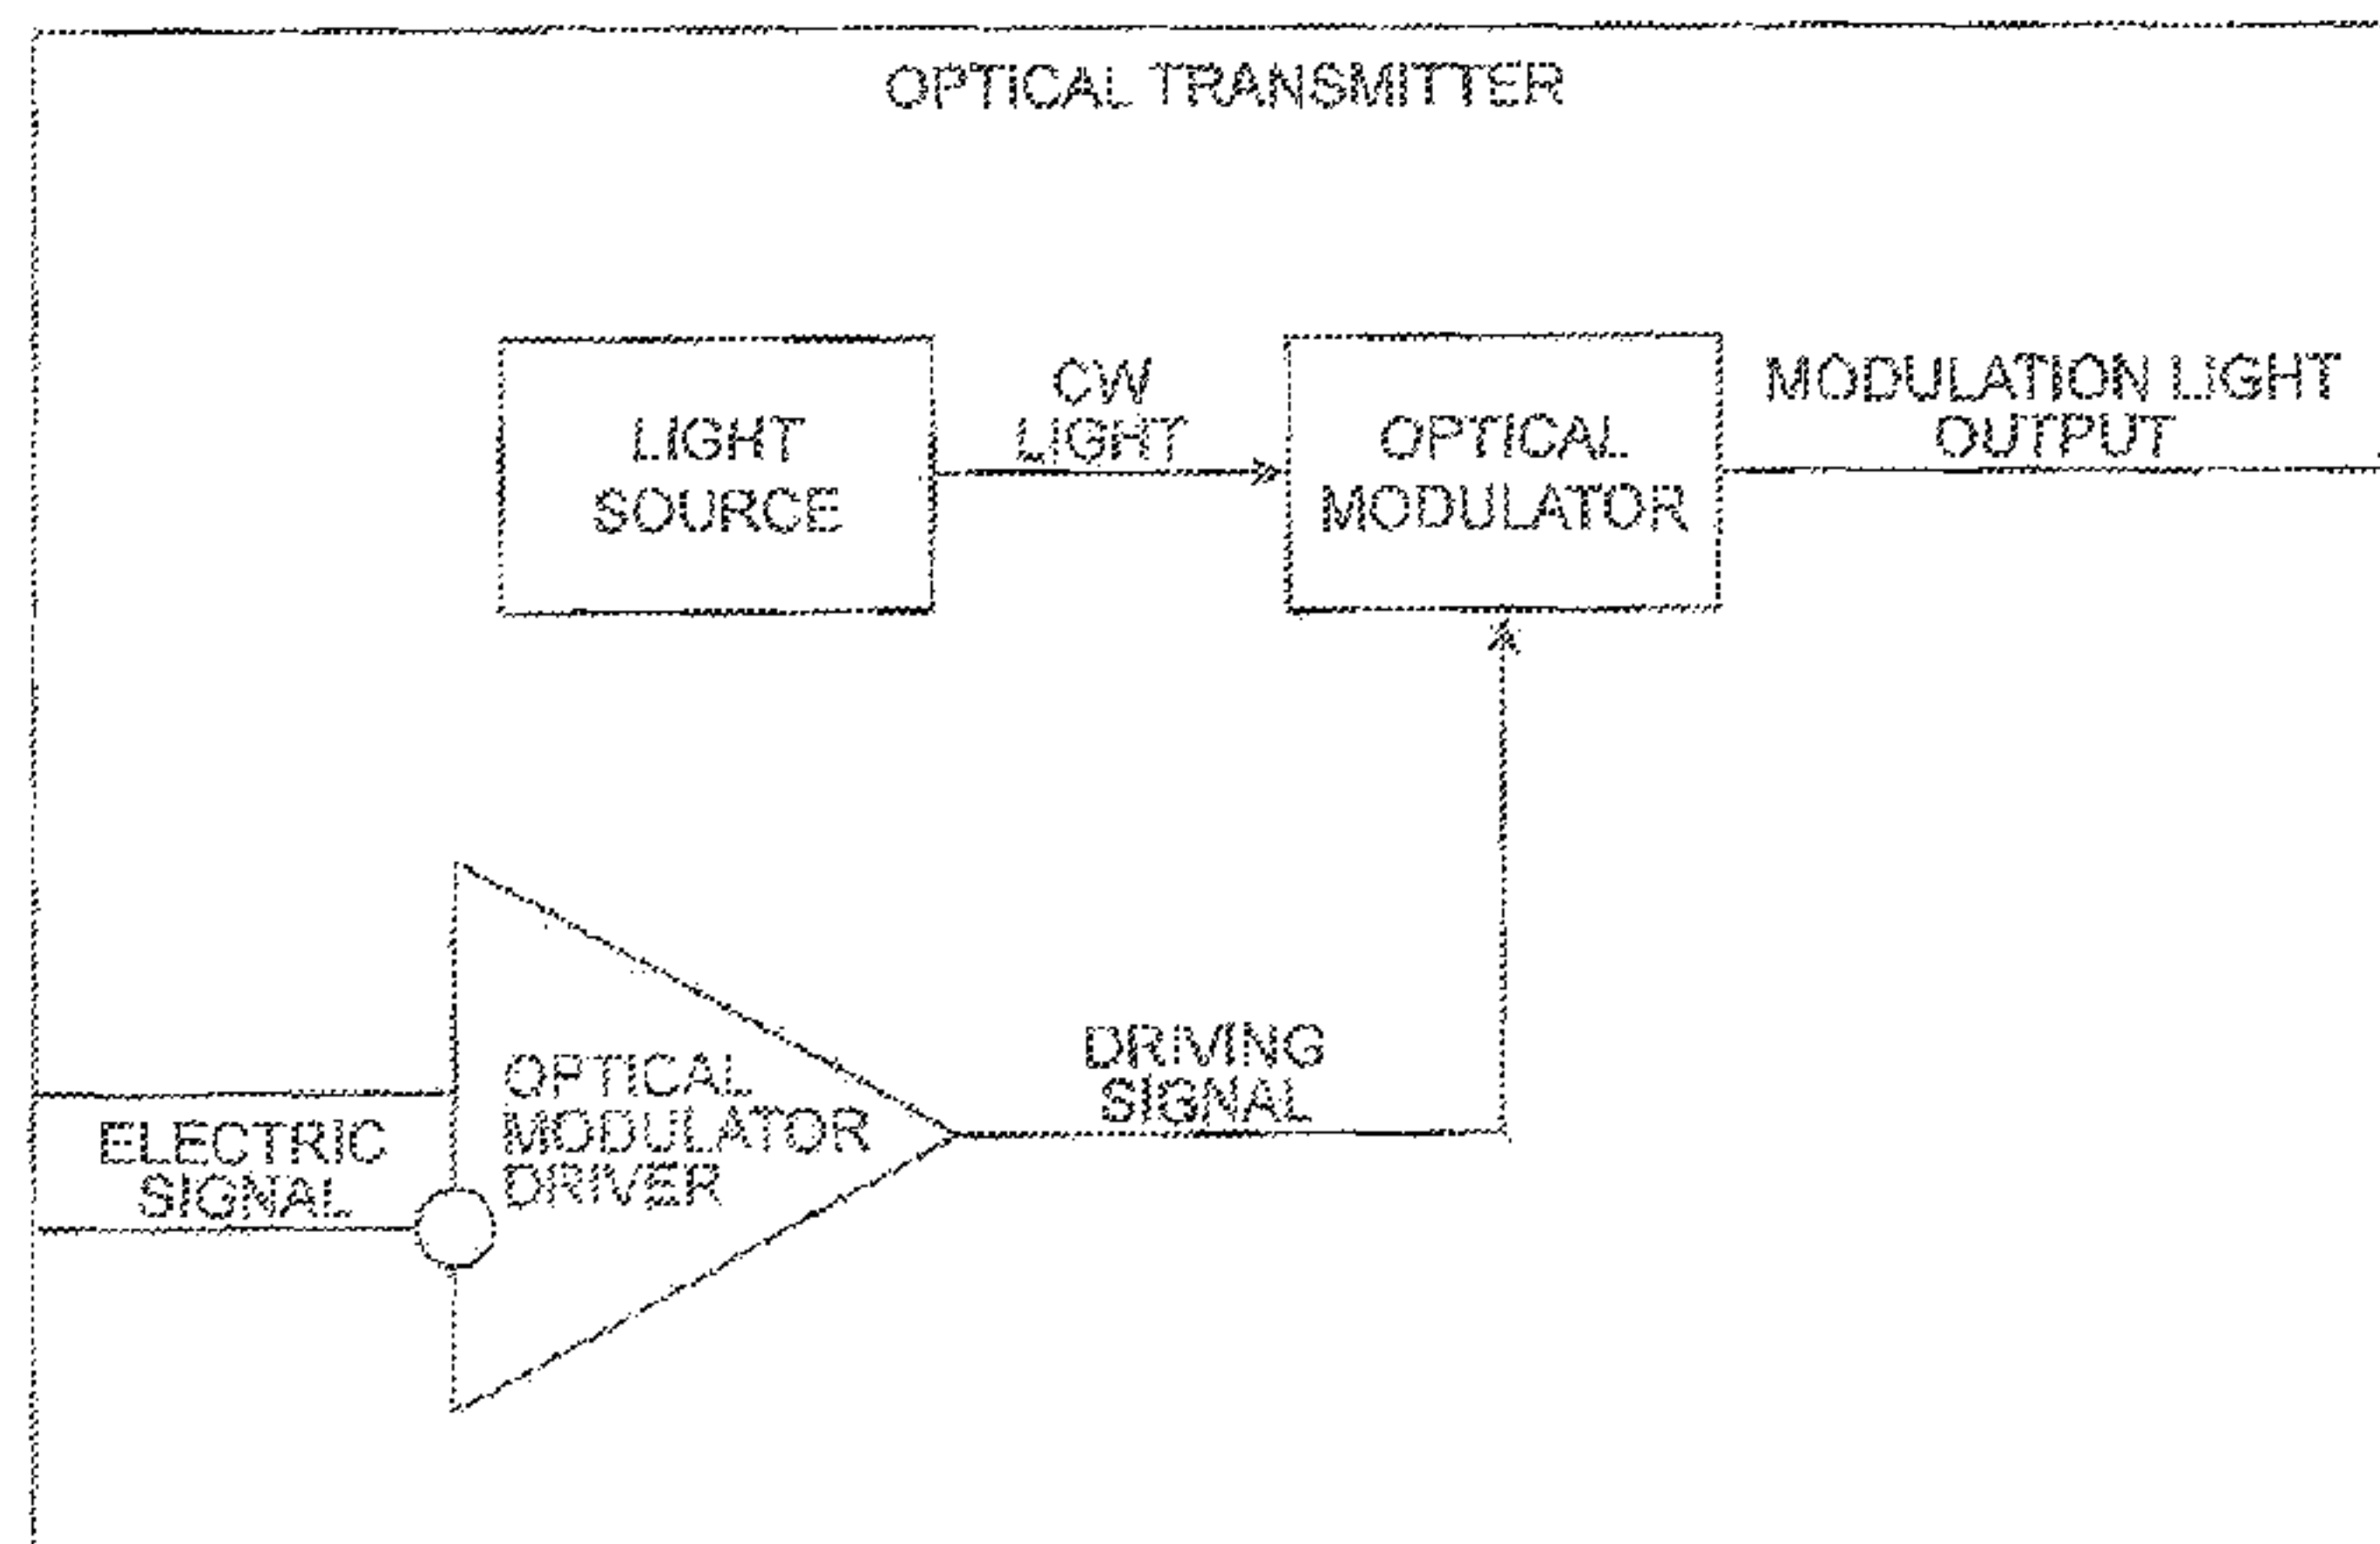 OPTICAL TRANSMITTER
LIGHT
SOURCE
CW
LIGHT
OPTICAL
MODULATOR
MODULATION LIGHT
OUTPUT
ELECTRIC
SIGNAL
OPTICAL
MODULATOR
DRIVER
DRIVING
SIGNAL